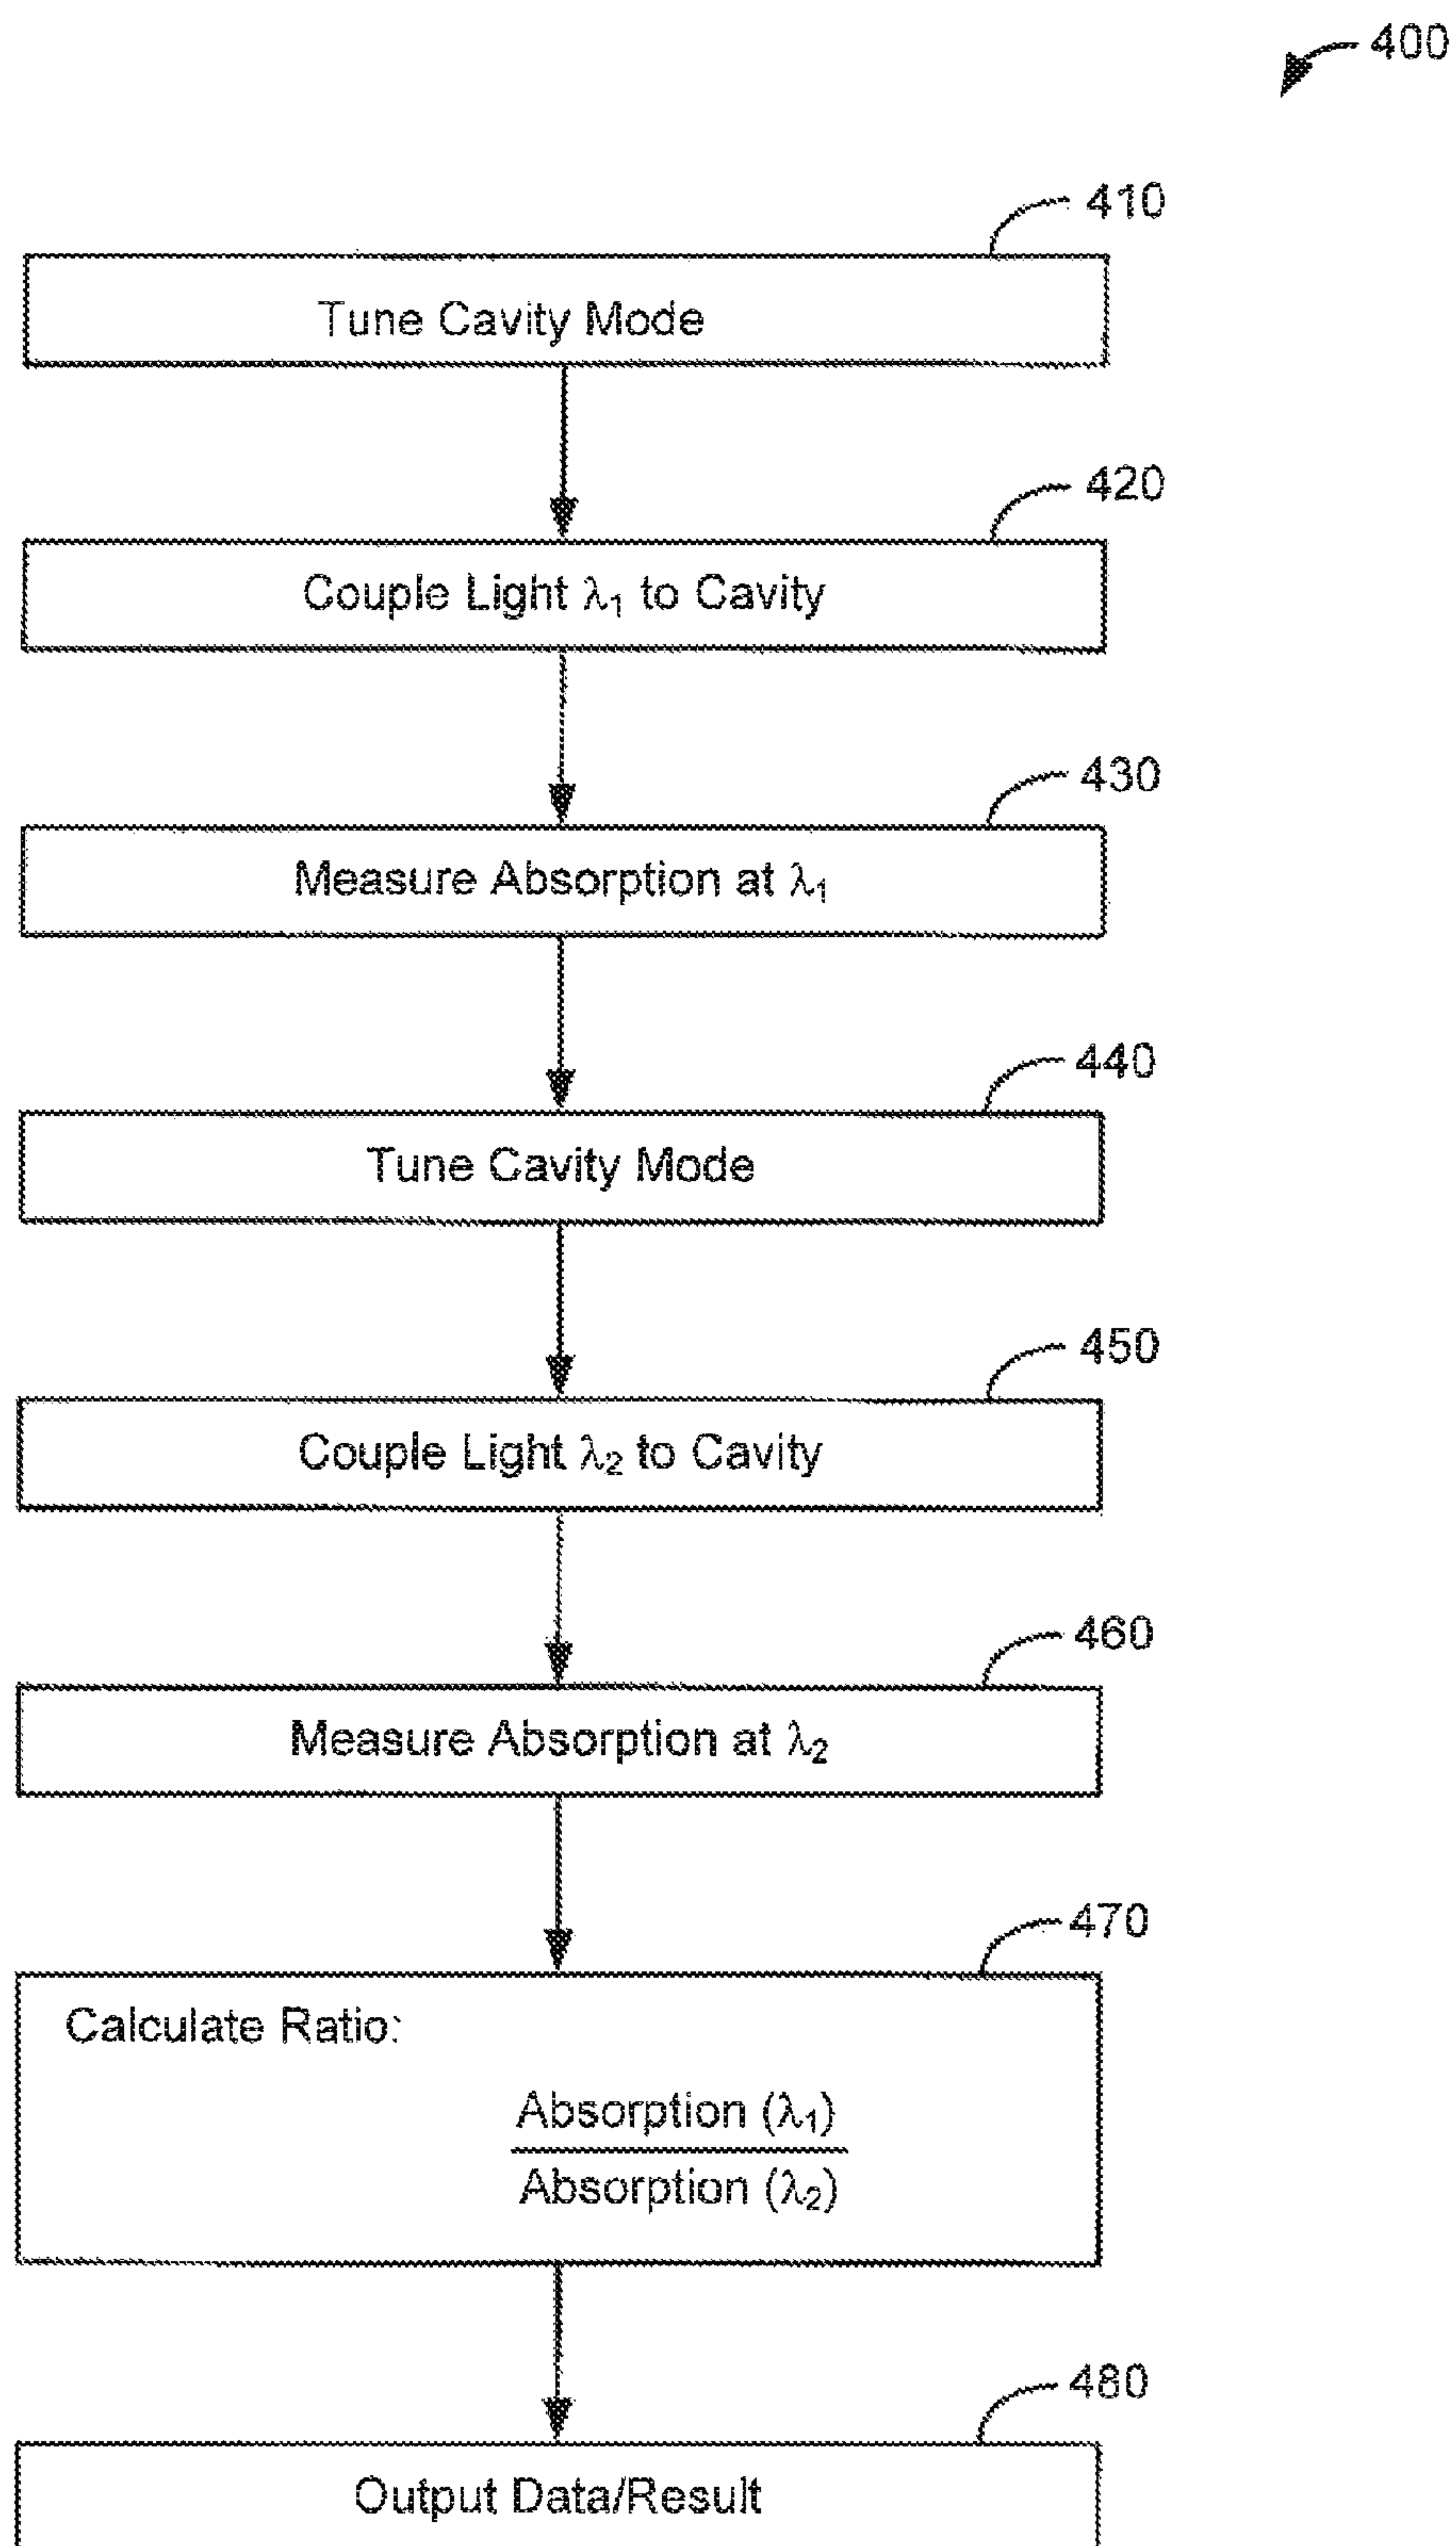 400
410
Tune Cavity Mode
420
Couple Light λ₁ to Cavity
430
Measure Absorption at λ₁
440
Tune Cavity Mode
450
Couple Light λ₂ to Cavity
460
Measure Absorption at λ₂
470
Calculate Ratio:
Absorption (λ₁)
Absorption (λ₂)
480
Output Data/Result